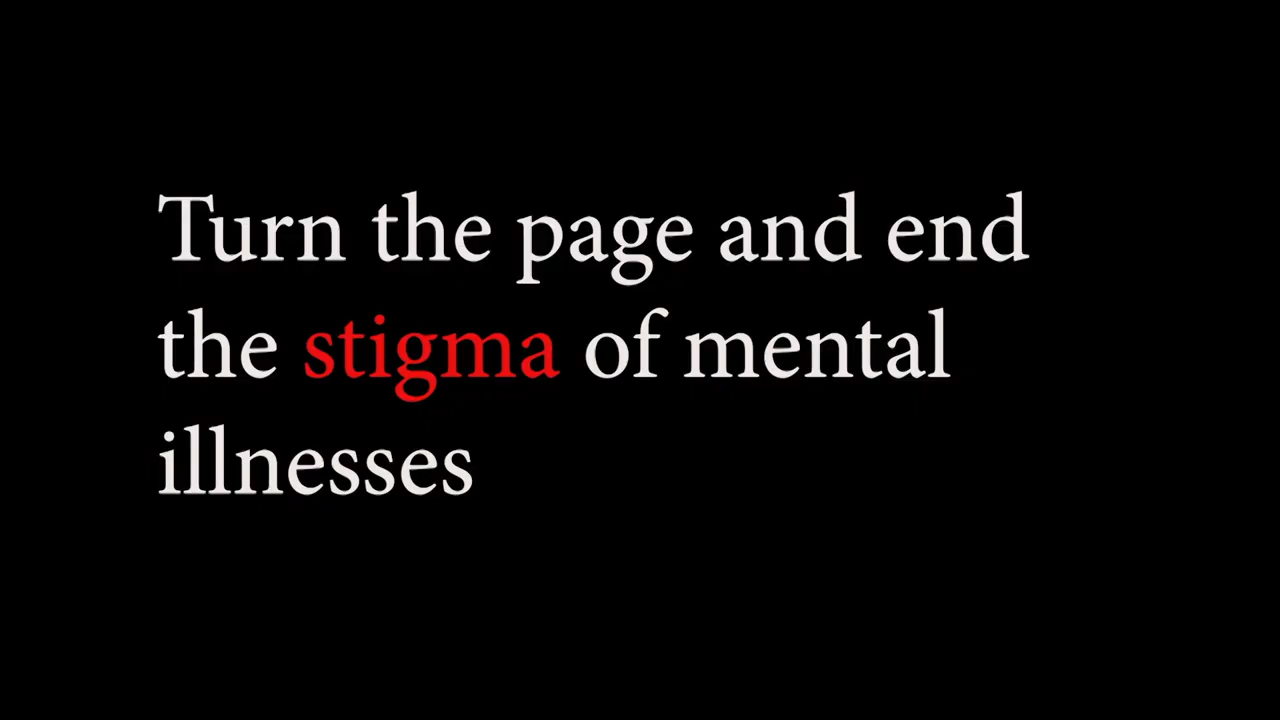 Turn the page and end
the stigma of mental
illnesses